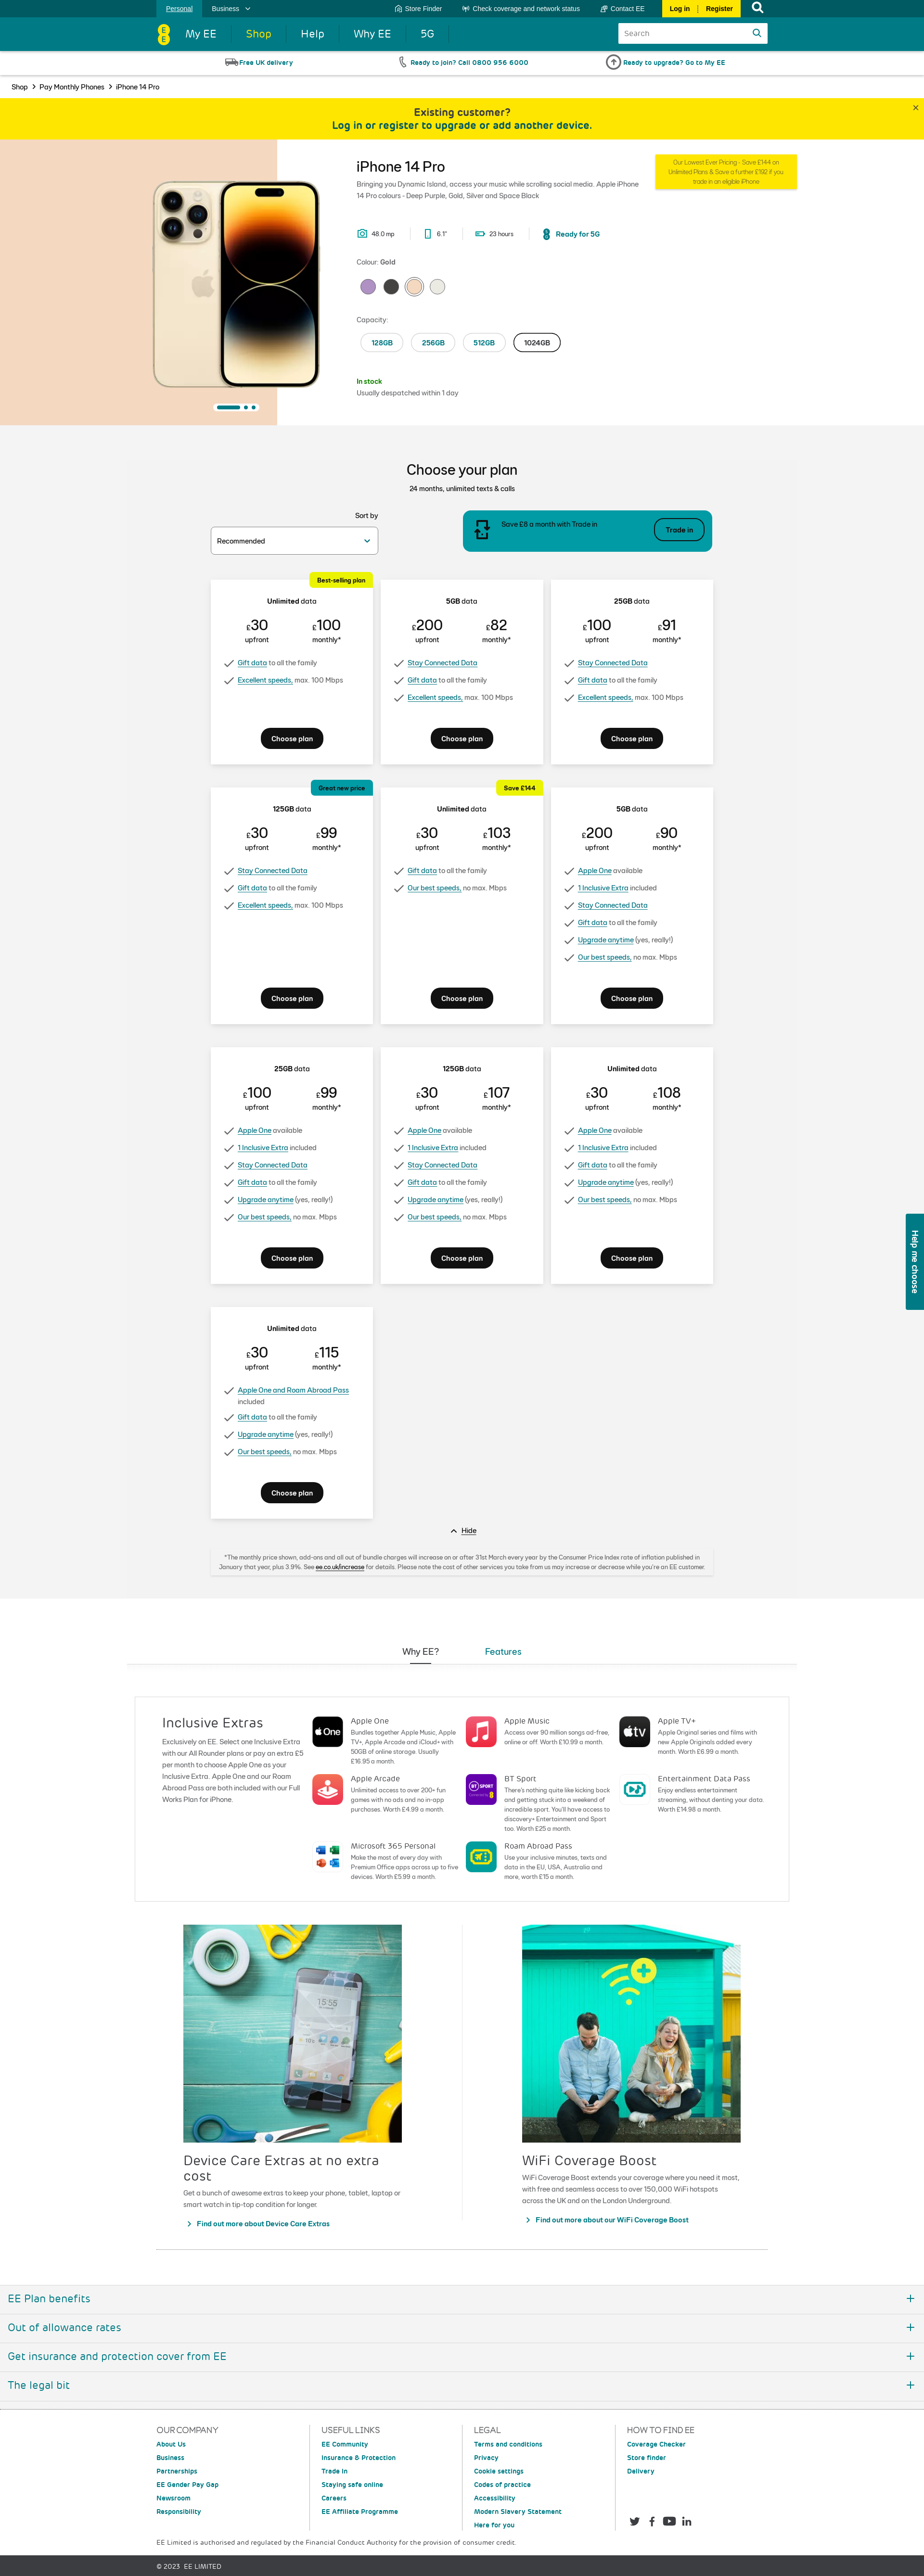 Personal
Business
Store Finder
Check coverage and network status
Contact EE
Log in | Register
EE
My EE
Shop
Help
Why EE
5G
Search
Free UK delivery
Ready to join? Call 0800 956 6000
Ready to upgrade? Go to My EE
Shop > Pay Monthly Phones > iPhone 14 Pro
Existing customer?
Log in or register to upgrade or add another device.
iPhone 14 Pro
Bringing you Dynamic Island, access your music while scrolling social media. Apple iPhone
14 Pro colours - Deep Purple, Gold, Silver and Space Black
Our Lowest Ever Pricing - Save £144 on
Unlimited Plans & Save a further £192 if you
trade in an eligible iPhone
48.0 mp
6.1"
23 hours
Ready for 5G
Colour: Gold
Capacity:
128GB
256GB
512GB
1024GB
In stock
Usually despatched within 1 day
Choose your plan
24 months, unlimited texts & calls
Sort by
Recommended
Save £8 a month with Trade in
Trade in
Best-selling plan
Unlimited data
£30 upfront
£100 monthly*
Gift data to all the family
Excellent speeds, max. 100 Mbps
Choose plan
5GB data
£200 upfront
£82 monthly*
Stay Connected Data
Gift data to all the family
Excellent speeds, max. 100 Mbps
Choose plan
25GB data
£100 upfront
£91 monthly*
Stay Connected Data
Gift data to all the family
Excellent speeds, max. 100 Mbps
Choose plan
Great new price
125GB data
£30 upfront
£99 monthly*
Stay Connected Data
Gift data to all the family
Excellent speeds, max. 100 Mbps
Choose plan
Save £144
Unlimited data
£30 upfront
£103 monthly*
Gift data to all the family
Our best speeds, no max. Mbps
Choose plan
5GB data
£200 upfront
£90 monthly*
Apple One available
1 Inclusive Extra included
Stay Connected Data
Gift data to all the family
Upgrade anytime (yes, really!)
Our best speeds, no max. Mbps
Choose plan
25GB data
£100 upfront
£99 monthly*
Apple One available
1 Inclusive Extra included
Stay Connected Data
Gift data to all the family
Upgrade anytime (yes, really!)
Our best speeds, no max. Mbps
Choose plan
125GB data
£30 upfront
£107 monthly*
Apple One available
1 Inclusive Extra included
Stay Connected Data
Gift data to all the family
Upgrade anytime (yes, really!)
Our best speeds, no max. Mbps
Choose plan
Unlimited data
£30 upfront
£108 monthly*
Apple One available
1 Inclusive Extra included
Gift data to all the family
Upgrade anytime (yes, really!)
Our best speeds, no max. Mbps
Choose plan
Help me choose
Unlimited data
£30 upfront
£115 monthly*
Apple One and Roam Abroad Pass
included
Gift data to all the family
Upgrade anytime (yes, really!)
Our best speeds, no max. Mbps
Choose plan
Hide
*The monthly price shown, add-ons and all out of bundle charges will increase on or after 31st March every year by the Consumer Price Index rate of inflation published in
January that year, plus 3.9%. See ee.co.uk/increase for details. Please note the cost of other services you take from us may increase or decrease while you're an EE customer.
Why EE?
Features
Inclusive Extras
Exclusively on EE. Select one Inclusive Extra
with our All Rounder plans or pay an extra £5
per month to choose Apple One as your
Inclusive Extra. Apple One and our Roam
Abroad Pass are both included with our Full
Works Plan for iPhone.
One
Apple One
Bundles together Apple Music, Apple
TV+, Apple Arcade and iCloud+ with
50GB of online storage. Usually
£16.95 a month.
Apple Music
Access over 90 million songs ad-free,
online or off. Worth £10.99 a month.
tv
Apple TV+
Apple Original series and films with
new Apple Originals added every
month. Worth £6.99 a month.
Apple Arcade
Unlimited access to over 200+ fun
games with no ads and no in-app
purchases. Worth £4.99 a month.
BT SPORT
BT Sport
There's nothing quite like kicking back
and getting stuck into a weekend of
incredible sport. You'll have access to
discovery+ Entertainment and Sport
too. Worth £25 a month.
Entertainment Data Pass
Enjoy endless entertainment
streaming, without denting your data.
Worth £14.98 a month.
Microsoft 365 Personal
Make the most of every day with
Premium Office apps across up to five
devices. Worth £5.99 a month.
Roam Abroad Pass
Use your inclusive minutes, texts and
data in the EU, USA, Australia and
more, worth £15 a month.
15:55
Device Care Extras at no extra
cost
Get a bunch of awesome extras to keep your phone, tablet, laptop or
smart watch in tip-top condition for longer.
Find out more about Device Care Extras
WiFi Coverage Boost
WiFi Coverage Boost extends your coverage where you need it most,
with free and seamless access to over 150,000 WiFi hotspots
across the UK and on the London Underground.
Find out more about our WiFi Coverage Boost
EE Plan benefits
Out of allowance rates
Get insurance and protection cover from EE
The legal bit
OUR COMPANY
About Us
Business
Partnerships
EE Gender Pay Gap
Newsroom
Responsibility
USEFUL LINKS
EE Community
Insurance & Protection
Trade In
Staying safe online
Careers
EE Affiliate Programme
LEGAL
Terms and conditions
Privacy
Cookie settings
Codes of practice
Accessibility
Modern Slavery Statement
Here for you
HOW TO FIND EE
Coverage Checker
Store finder
Delivery
EE Limited is authorised and regulated by the Financial Conduct Authority for the provision of consumer credit.
© 2023 EE LIMITED